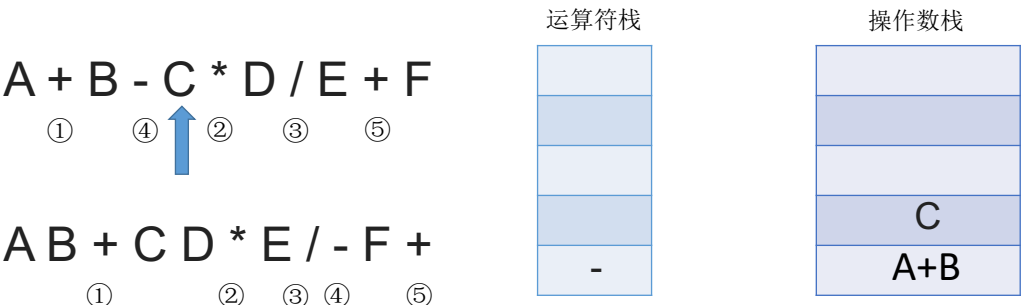 运算符栈
操作数栈
A + B - C * D / E + F
① ④ ② ③ ⑤
A B + C D * E / - F +
① ② ③ ④ ⑤
-
C
A+B